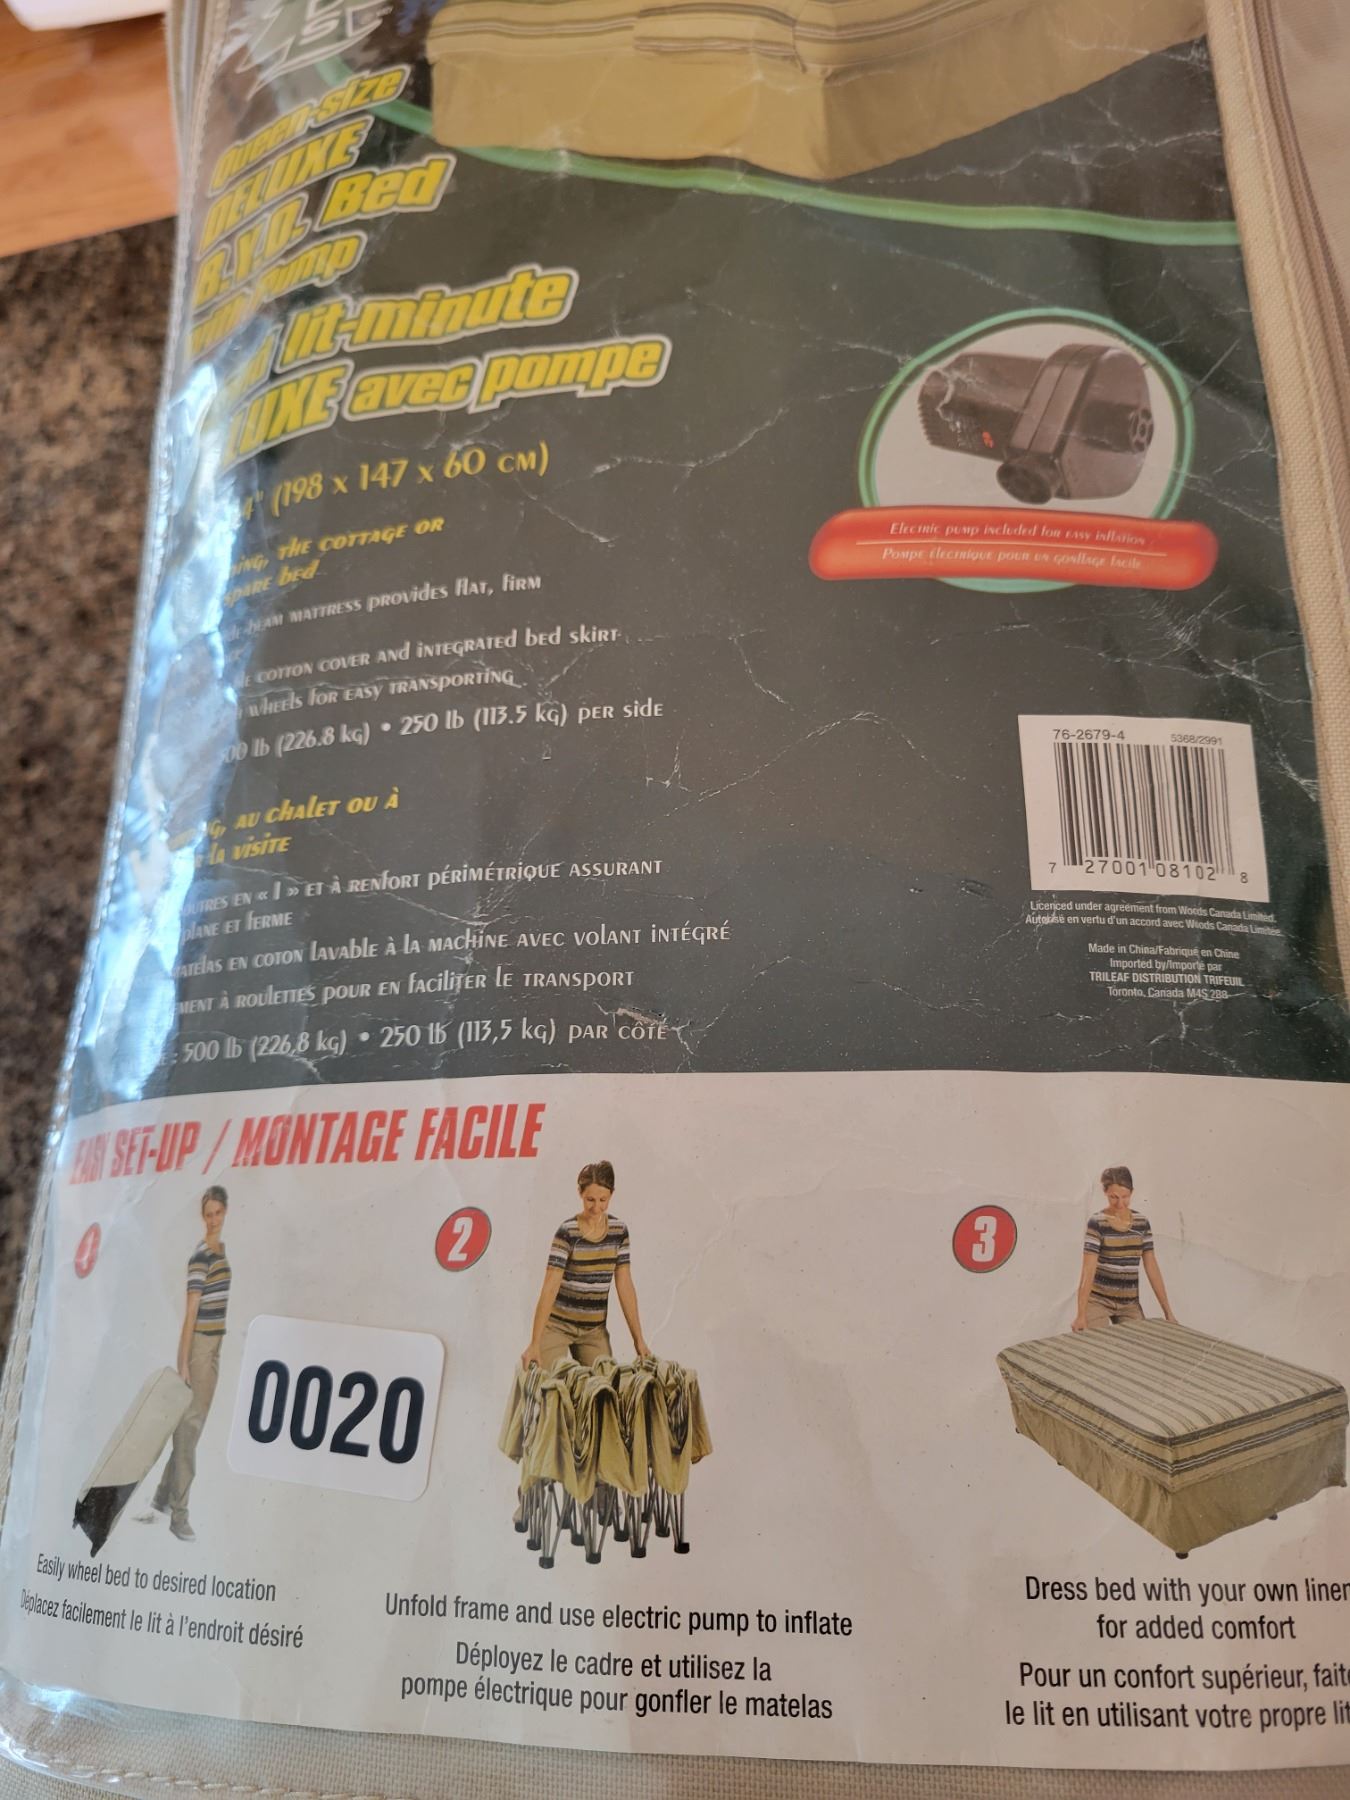 Queen-size
DELUXE
B.Y.O. Bed
with Pump
lit-minute
LUXE avec pompe
4" (198 x 147 x 60 cm)
THE COTTAGE OR
SPARE bed
MATTRESS PROVIDES FLAT, FIRM
COTTON COVER AND INTEGRATED BED SKIRT
WHEELS FOR EASY TRANSPORTING
500 lb (226.8 kg) • 250 lb (113.5 kg) PER SIDE
AU CHALET OU À
LA VISITE
EN « I » ET À RENFORT PÉRIMÉTRIQUE ASSURANT
PLANE ET FERME
EN COTON LAVABLE À LA MACHINE AVEC VOLANT INTÉGRÉ
À ROULETTES POUR EN FACILITER LE TRANSPORT
: 500 lb (226,8 kg) • 250 lb (113,5 kg) PAR CÔTÉ
Electric pump included for easy inflation
Pompe électrique pour un gonflage facile
76-2679-4 5368/2991
7 27001 08102 8
Licenced under agreement from Woods Canada Limited.
Autorisé en vertu d'un accord avec Woods Canada Limitée.
Made in China/Fabriqué en Chine
Imported by/Importé par
TRILEAF DISTRIBUTION TRIFEUIL
Toronto, Canada M4S 2B8
EASY SET-UP / MONTAGE FACILE
1
2
3
0020
Easily wheel bed to desired location
Déplacez facilement le lit à l'endroit désiré
Unfold frame and use electric pump to inflate
Déployez le cadre et utilisez la
pompe électrique pour gonfler le matelas
Dress bed with your own linen
for added comfort
Pour un confort supérieur, faite
le lit en utilisant votre propre lit